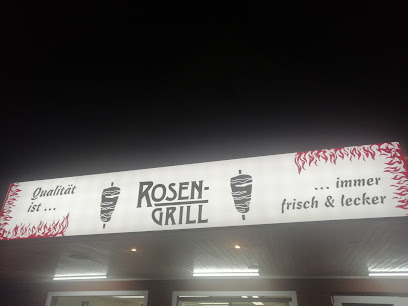 Qualität
ist ...
ROSEN-
GRILL
... immer
frisch & lecker